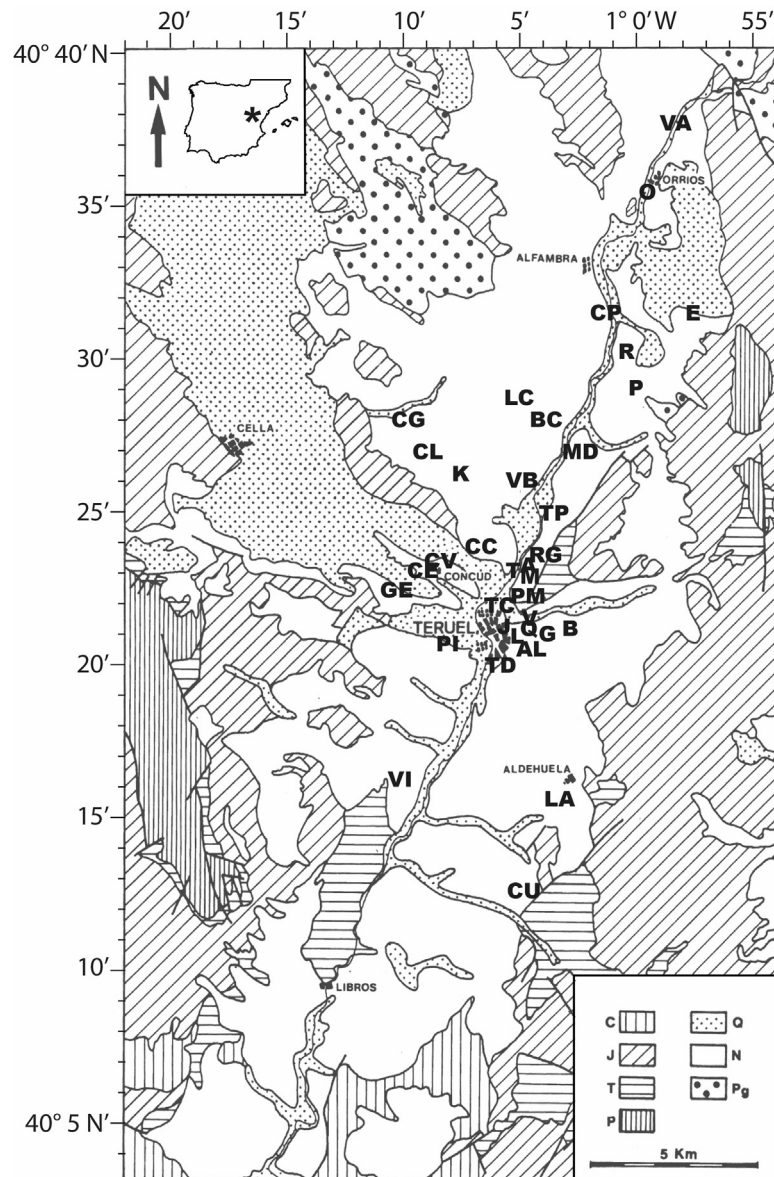 20′ 15′ 10′ 5′ 1° 0′W 55′
40° 40′N
N
*
VA
O ORRIOS
35′
ALFAMBRA
CP E
R
30′
P
LC
CG BC
CELLA
CL MD
K
VB
25′
TP
CC
CV RG
CE CONCUD T A
M
GE PM
TC
TERUEL J V
Q B
PI L G
AL
20′ TD
VI ALDEHUELA
LA
15′
CU
10′
LIBROS
C Q
J N
T Pg
P
40° 5′N
5 Km